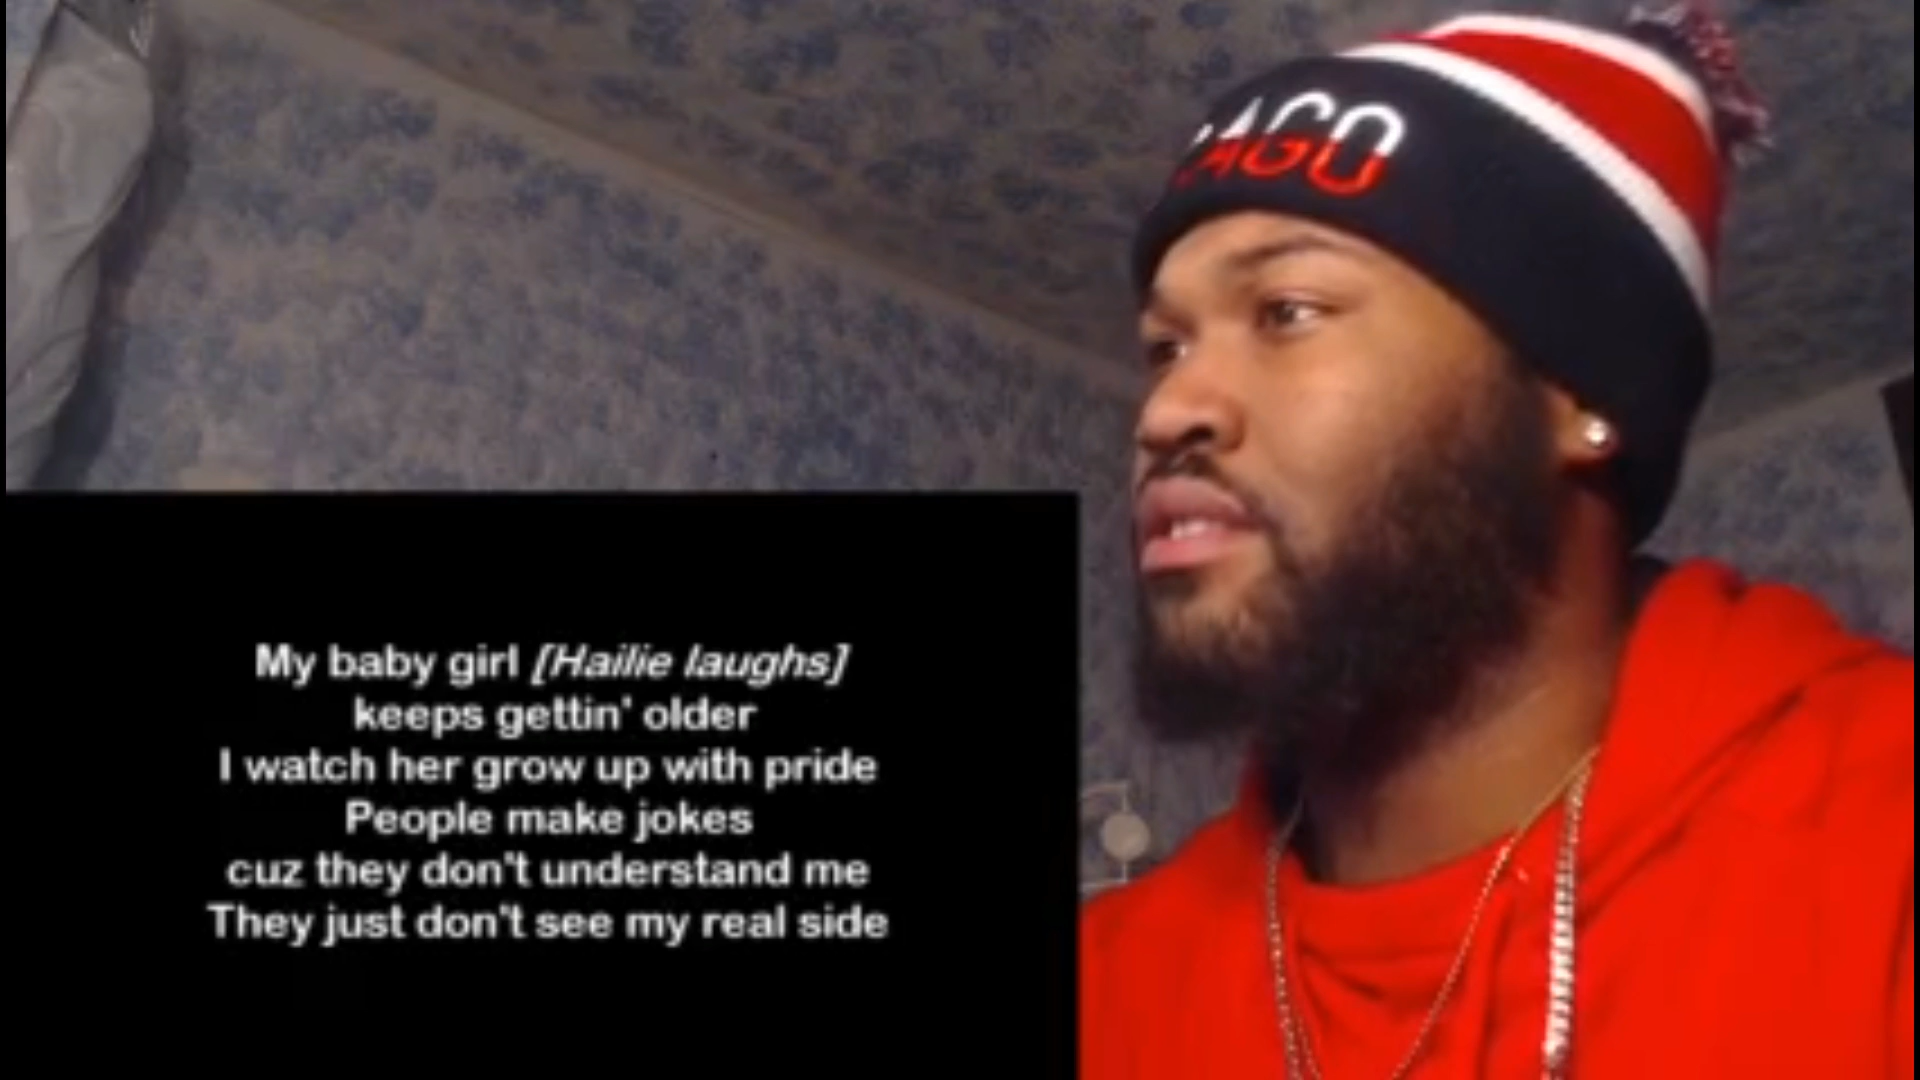 AGO
My baby girl [Hailie laughs]
keeps gettin' older
I watch her grow up with pride
People make jokes
cuz they don't understand me
They just don't see my real side